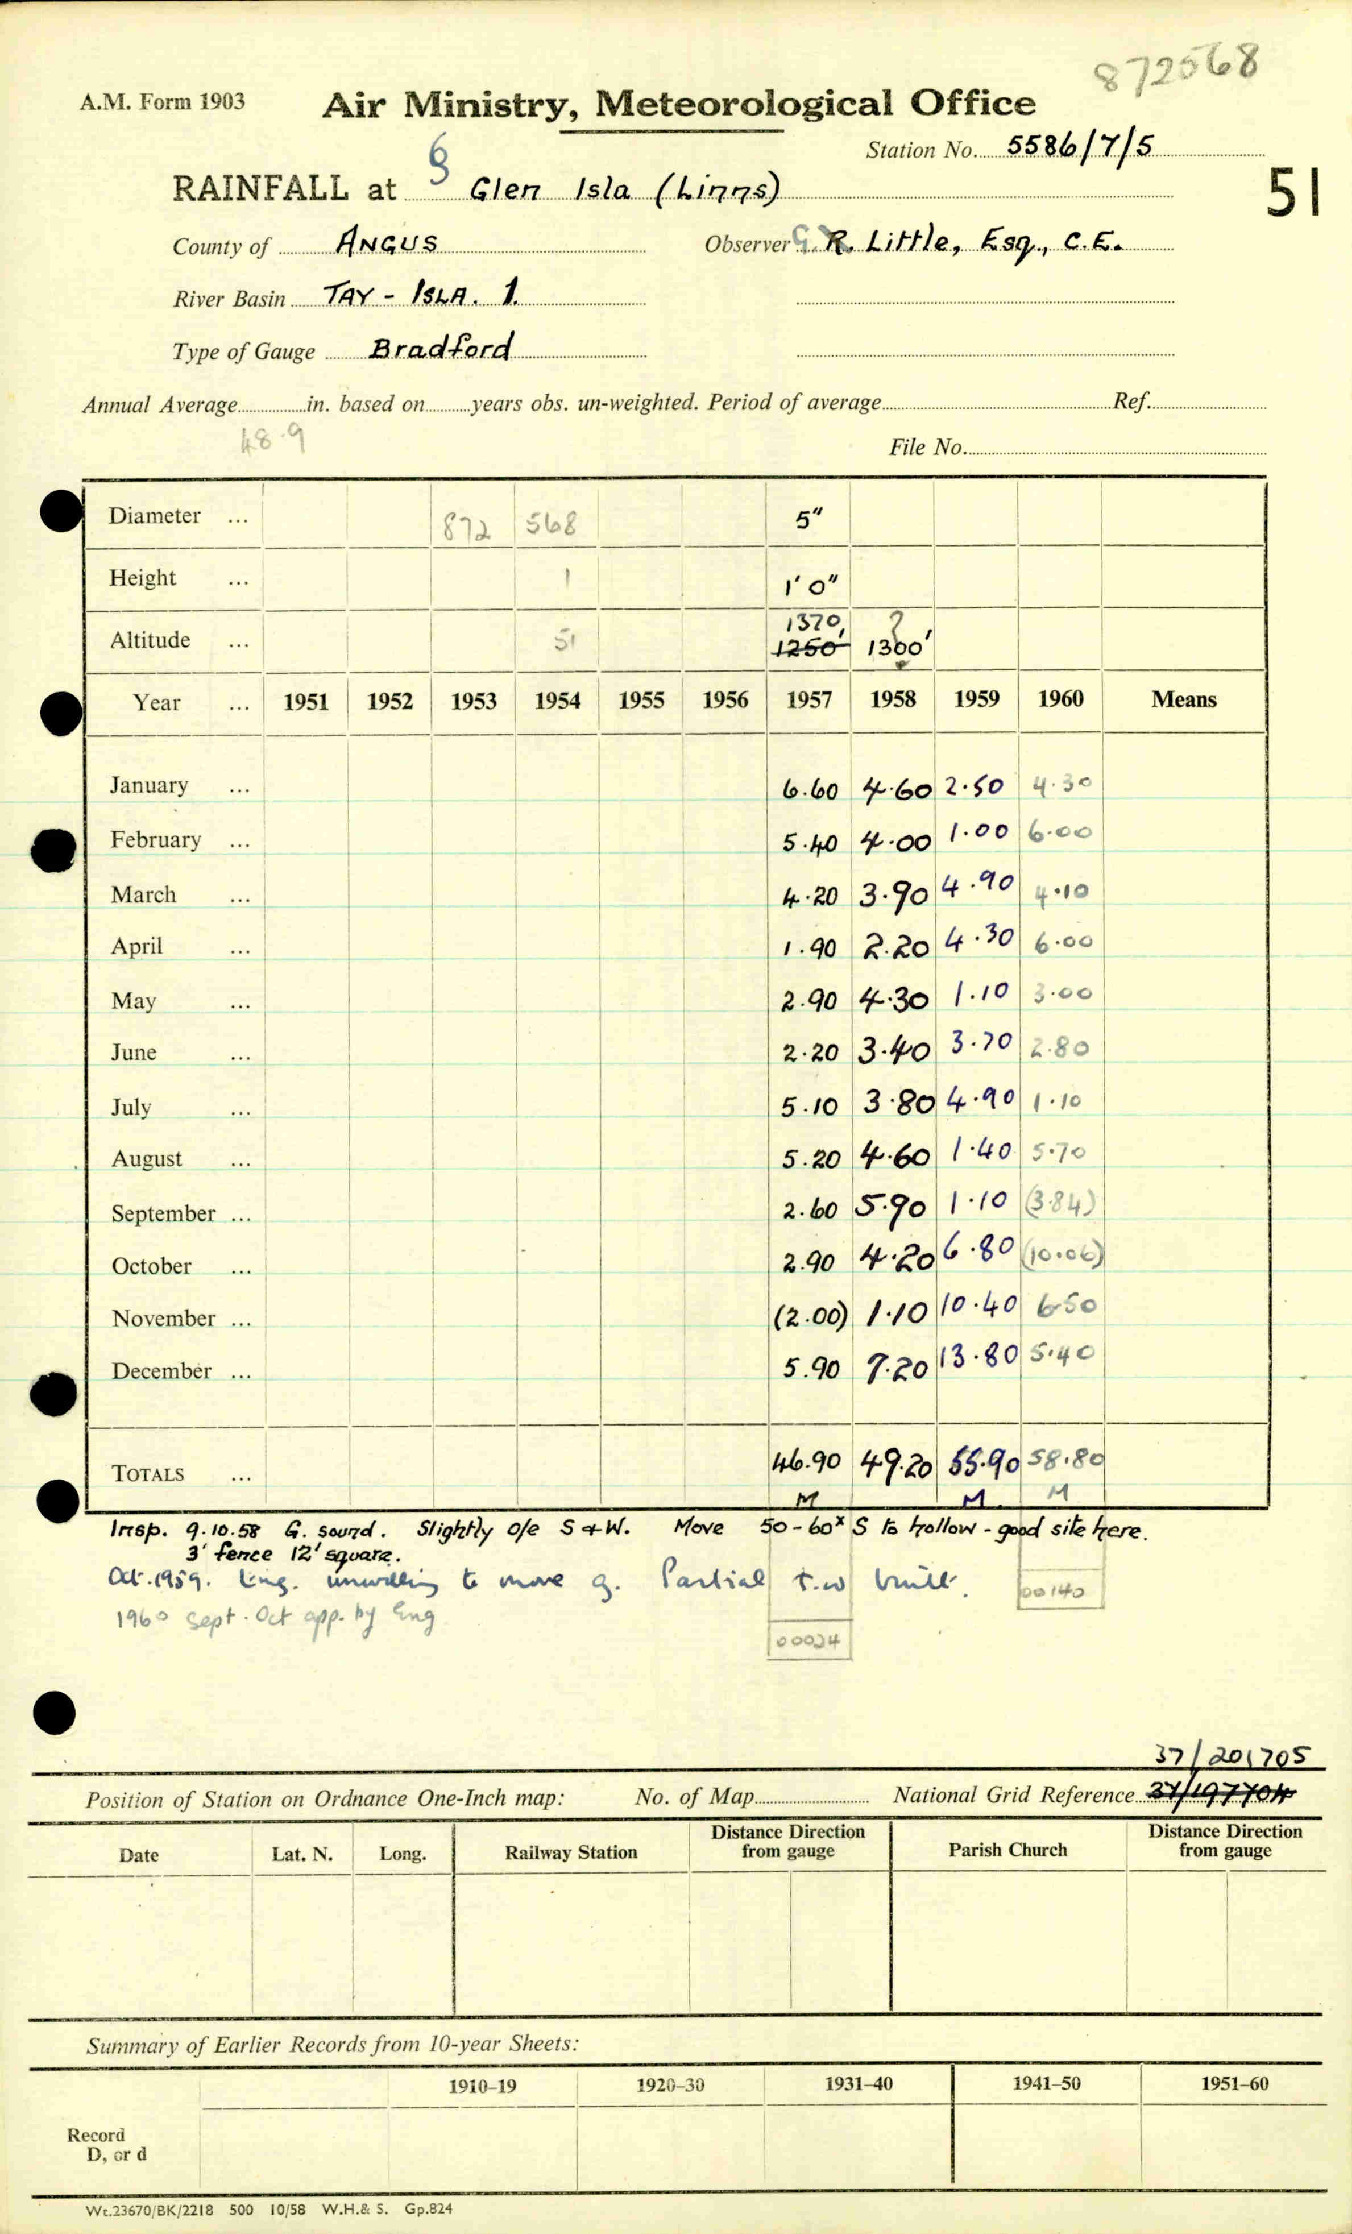 872568
A.M. Form 1903 Air Ministry, Meteorological Office
Station No. 5586/7/5
RAINFALL at Glen Isla (Linns) 51
County of ANGUS Observer G. R. Little, Esq., C.E.
River Basin TAY - ISLA. 1.
Type of Gauge Bradford
Annual Average in. based on years obs. un-weighted. Period of average Ref.
48.9
File No.
Diameter ... 872 568 5"
Height ... 1 1' 0"
1370 ?
Altitude ... 51 1250' 1300'
Year ... 1951 1952 1953 1954 1955 1956 1957 1958 1959 1960 Means
January ... 6.60 4.60 2.50 4.30
February ... 5.40 4.00 1.00 6.00
March ... 4.20 3.90 4.90 4.10
April ... 1.90 2.20 4.30 6.00
May ... 2.90 4.30 1.10 3.00
June ... 2.20 3.40 3.70 2.80
July ... 5.10 3.80 4.90 1.10
August ... 5.20 4.60 1.40 5.70
September ... 2.60 5.90 1.10 (3.84)
October ... 2.90 4.20 6.80 (10.06)
November ... (2.00) 1.10 10.40 6.50
December ... 5.90 7.20 13.80 5.40
TOTALS ... 46.90 49.20 55.90 58.80
M M M
Insp. 9.10.58 G. sound. Slightly o/e S & W. Move 50-60x S to hollow - good site here.
3' fence 12' square.
Oct. 1959. Eng. unwilling to move g. Partial t.w built. 00140
1960 Sept. Oct app. by Eng
00024
37/201705
Position of Station on Ordnance One-Inch map: No. of Map National Grid Reference 37/197704
Date Lat. N. Long. Railway Station Distance Direction from gauge Parish Church Distance Direction from gauge
Summary of Earlier Records from 10-year Sheets:
1910-19 1920-30 1931-40 1941-50 1951-60
Record
D, or d
Wt.23670/BK/2218 500 10/58 W.H.& S. Gp.824